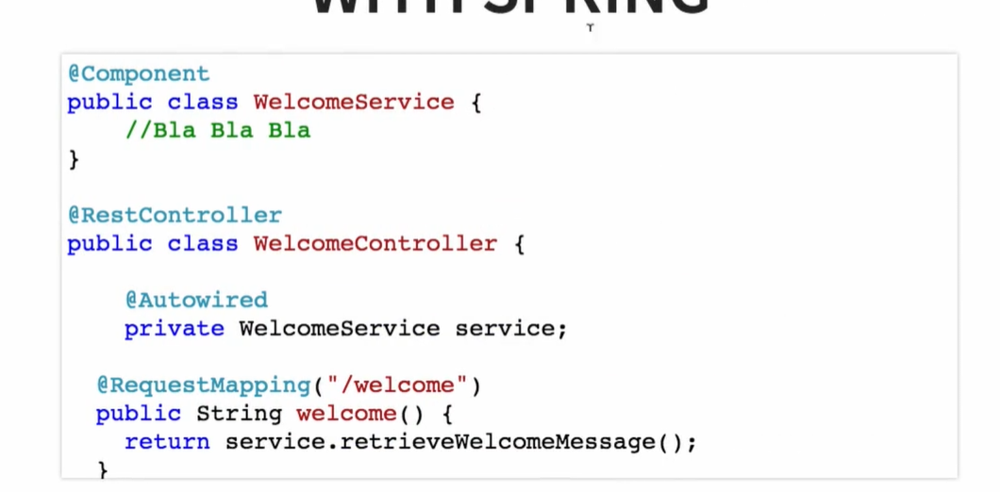 WITH SPRING
@Component
public class WelcomeService {
    //Bla Bla Bla
}

@RestController
public class WelcomeController {

    @Autowired
    private WelcomeService service;

  @RequestMapping("/welcome")
  public String welcome() {
    return service.retrieveWelcomeMessage();
  }